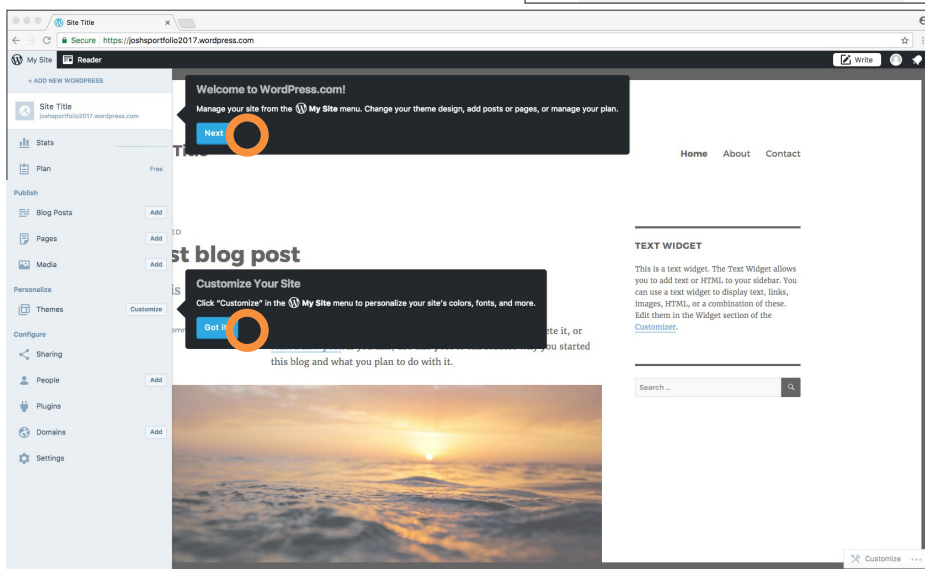 Site Title
Secure https://joshsportfolio2017.wordpress.com
My Site Reader Write
+ ADD NEW WORDPRESS
Site Title
joshsportfolio2017.wordpress.com
Stats
Plan Free
Publish
Blog Posts Add
Pages Add
Media Add
Personalize
Themes Customize
Configure
Sharing
People Add
Plugins
Domains Add
Settings
Welcome to WordPress.com!
Manage your site from the My Site menu. Change your theme design, add posts or pages, or manage your plan.
Next
Home About Contact
st blog post
Customize Your Site
Click “Customize” in the My Site menu to personalize your site’s colors, fonts, and more.
Got it
ete it, or
you started
this blog and what you plan to do with it.
TEXT WIDGET
This is a text widget. The Text Widget allows
you to add text or HTML to your sidebar. You
can use a text widget to display text, links,
images, HTML, or a combination of these.
Edit them in the Widget section of the
Customizer.
Search ...
Customize